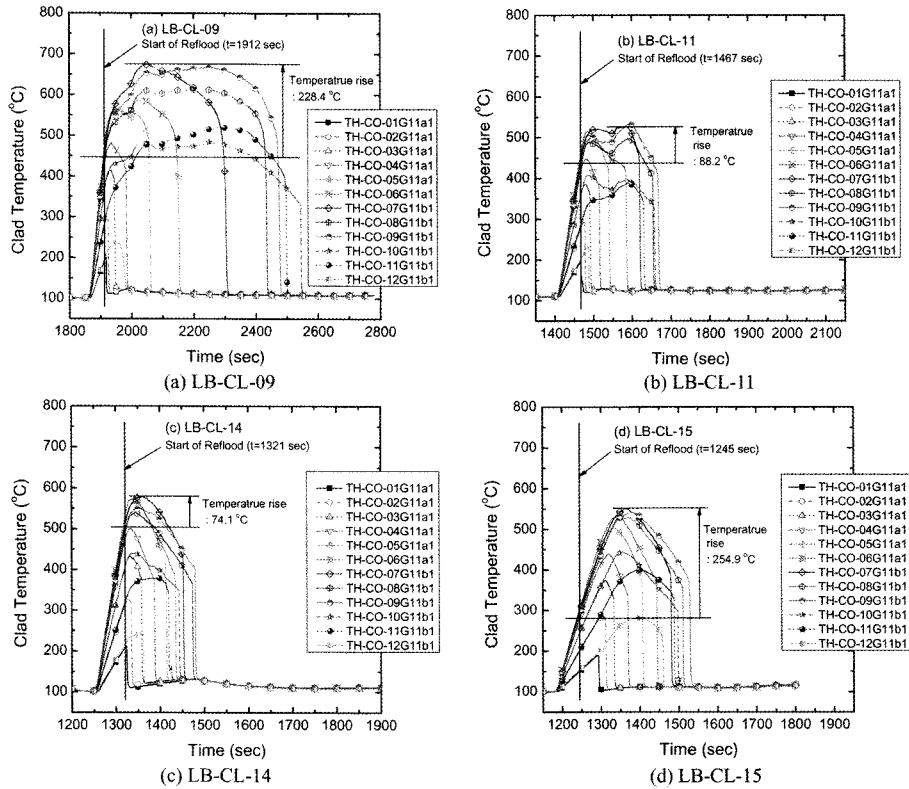 (a) LB-CL-09
Start of Reflood (t=1912 sec)
Temperatrue rise
: 228.4 °C
Clad Temperature (°C)
800
700
600
500
400
300
200
100
TH-CO-01G11a1
TH-CO-02G11a1
TH-CO-03G11a1
TH-CO-04G11a1
TH-CO-05G11a1
TH-CO-06G11a1
TH-CO-07G11b1
TH-CO-08G11b1
TH-CO-09G11b1
TH-CO-10G11b1
TH-CO-11G11b1
TH-CO-12G11b1
1800 2000 2200 2400 2600 2800
Time (sec)
(a) LB-CL-09
(b) LB-CL-11
Start of Reflood (t=1467 sec)
Temperatrue
rise
: 88.2 °C
Clad Temperature (°C)
800
700
600
500
400
300
200
100
0
TH-CO-01G11a1
TH-CO-02G11a1
TH-CO-03G11a1
TH-CO-04G11a1
TH-CO-05G11a1
TH-CO-06G11a1
TH-CO-07G11b1
TH-CO-08G11b1
TH-CO-09G11b1
TH-CO-10G11b1
TH-CO-11G11b1
TH-CO-12G11b1
1400 1500 1600 1700 1800 1900 2000 2100
Time (sec)
(b) LB-CL-11
(c) LB-CL-14
Start of Reflood (t=1321 sec)
Temperatrue rise
: 74.1 °C
Clad Temperature (°C)
800
700
600
500
400
300
200
100
TH-CO-01G11a1
TH-CO-02G11a1
TH-CO-03G11a1
TH-CO-04G11a1
TH-CO-05G11a1
TH-CO-06G11a1
TH-CO-07G11b1
TH-CO-08G11b1
TH-CO-09G11b1
TH-CO-10G11b1
TH-CO-11G11b1
TH-CO-12G11b1
1200 1300 1400 1500 1600 1700 1800 1900
Time (sec)
(c) LB-CL-14
(d) LB-CL-15
Start of Reflood (t=1245 sec)
Temperatrue
rise
: 254.9 °C
Clad Temperature (°C)
800
700
600
500
400
300
200
100
0
TH-CO-01G11a1
TH-CO-02G11a1
TH-CO-03G11a1
TH-CO-04G11a1
TH-CO-05G11a1
TH-CO-06G11a1
TH-CO-07G11b1
TH-CO-08G11b1
TH-CO-09G11b1
TH-CO-10G11b1
TH-CO-11G11b1
TH-CO-12G11b1
1200 1300 1400 1500 1600 1700 1800 1900
Time (sec)
(d) LB-CL-15